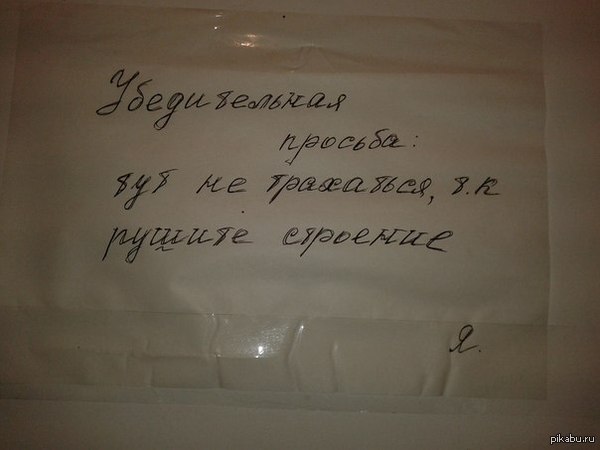 Убедительная
просьба:
тут не трахаться, т.к
рушите строение
Я.
pikabu.ru